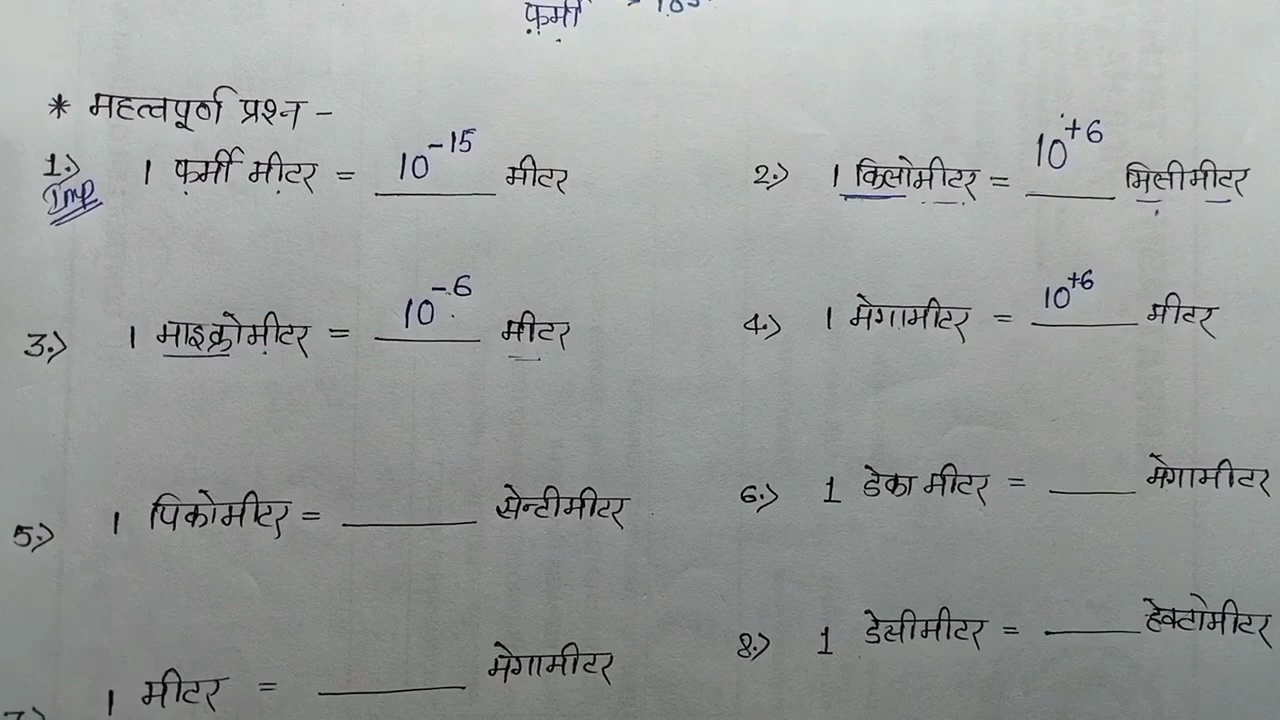 फ़र्मी
* महत्वपूर्ण प्रश्न -
1.) 1 फ़र्मी मीटर = 10^-15 मीटर
Imp
2.) 1 किलोमीटर = 10^+6 मिलीमीटर
3.) 1 माइक्रोमीटर = 10^-6 मीटर
4.) 1 मेगामीटर = 10^+6 मीटर
5.) 1 पिकोमीटर = ______ सेन्टीमीटर
6.) 1 डेका मीटर = ______ मेगामीटर
7.) 1 मीटर = ______ मेगामीटर
8.) 1 डेसीमीटर = ______ हेक्टोमीटर